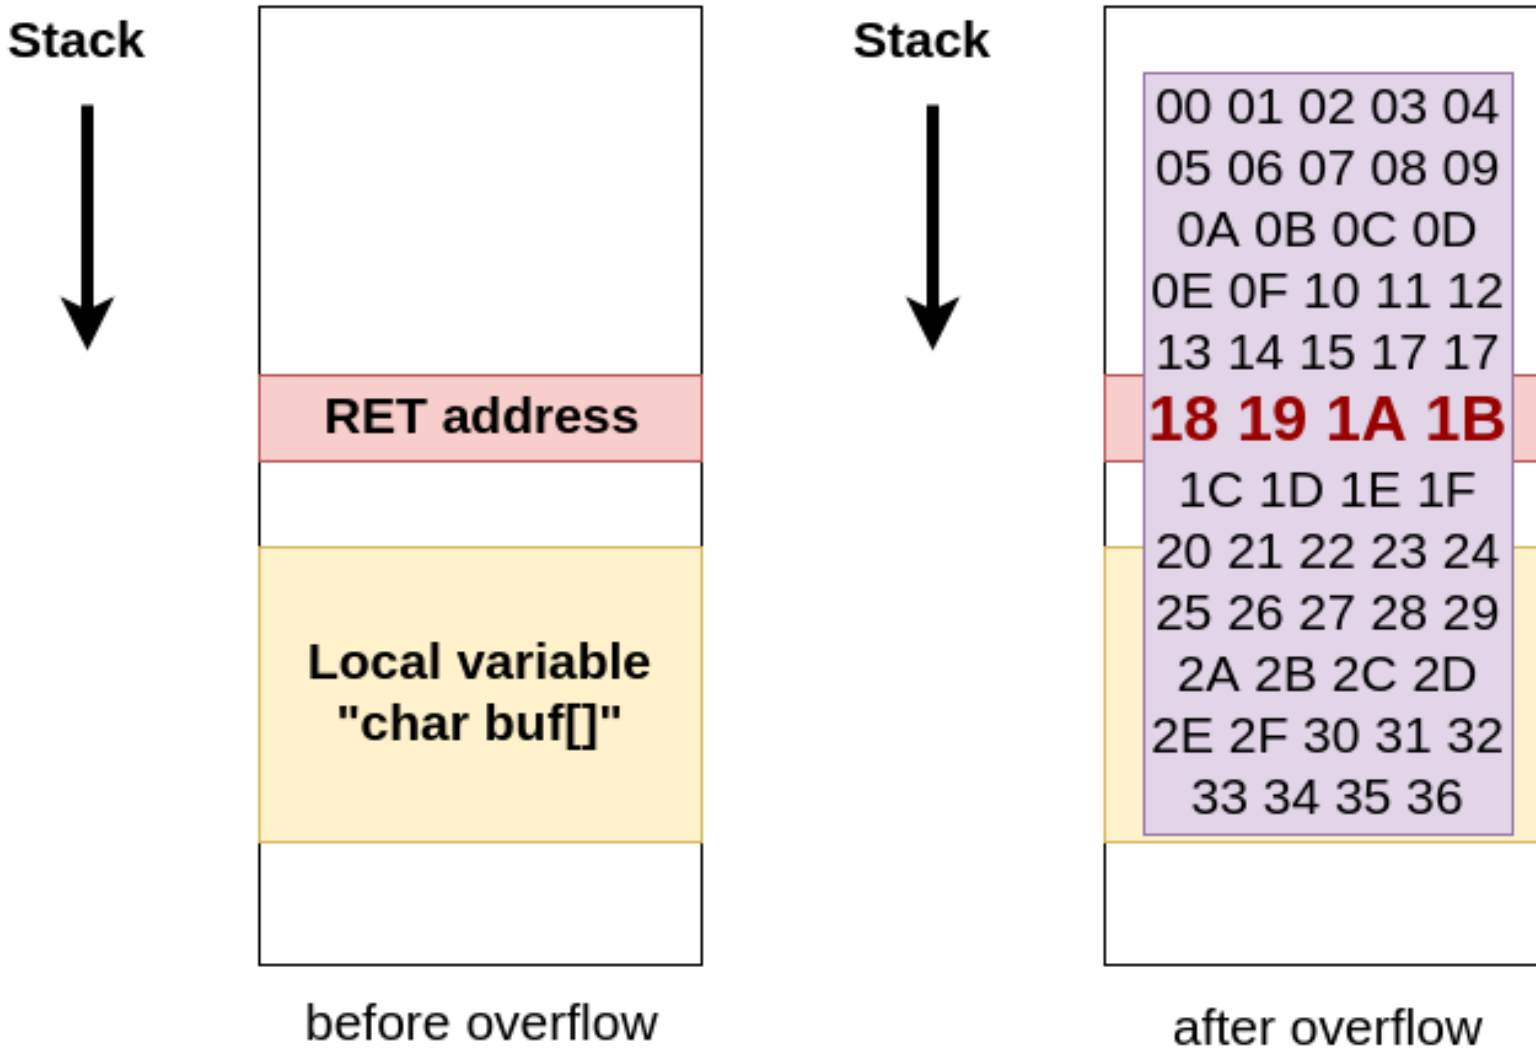 Stack
RET address
Local variable
"char buf[]"
before overflow
Stack
00 01 02 03 04
05 06 07 08 09
0A 0B 0C 0D
0E 0F 10 11 12
13 14 15 17 17
18 19 1A 1B
1C 1D 1E 1F
20 21 22 23 24
25 26 27 28 29
2A 2B 2C 2D
2E 2F 30 31 32
33 34 35 36
after overflow